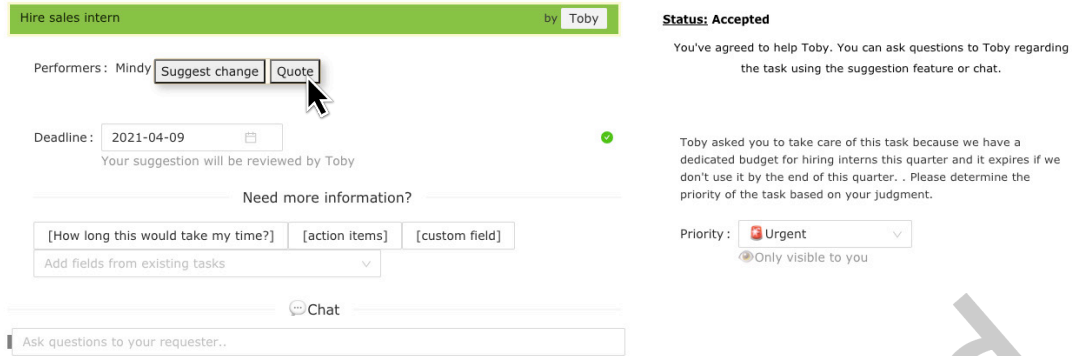 Hire sales intern
by Toby
Performers: Mindy Suggest change Quote
Deadline: 2021-04-09
Your suggestion will be reviewed by Toby
Need more information?
[How long this would take my time?] [action items] [custom field]
Add fields from existing tasks
Chat
Ask questions to your requester..
Status: Accepted
You've agreed to help Toby. You can ask questions to Toby regarding
the task using the suggestion feature or chat.
Toby asked you to take care of this task because we have a
dedicated budget for hiring interns this quarter and it expires if we
don't use it by the end of this quarter. . Please determine the
priority of the task based on your judgment.
Priority: Urgent
Only visible to you